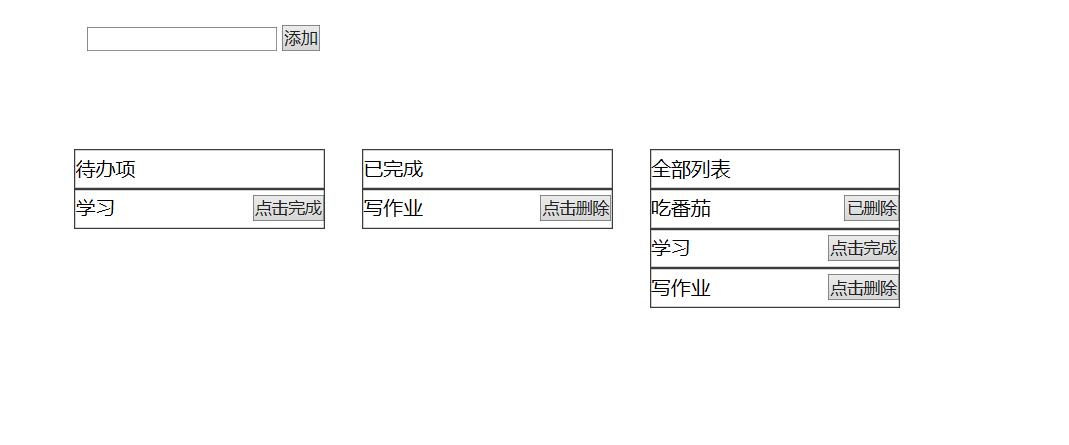 添加
待办项
学习 点击完成
已完成
写作业 点击删除
全部列表
吃番茄 已删除
学习 点击完成
写作业 点击删除